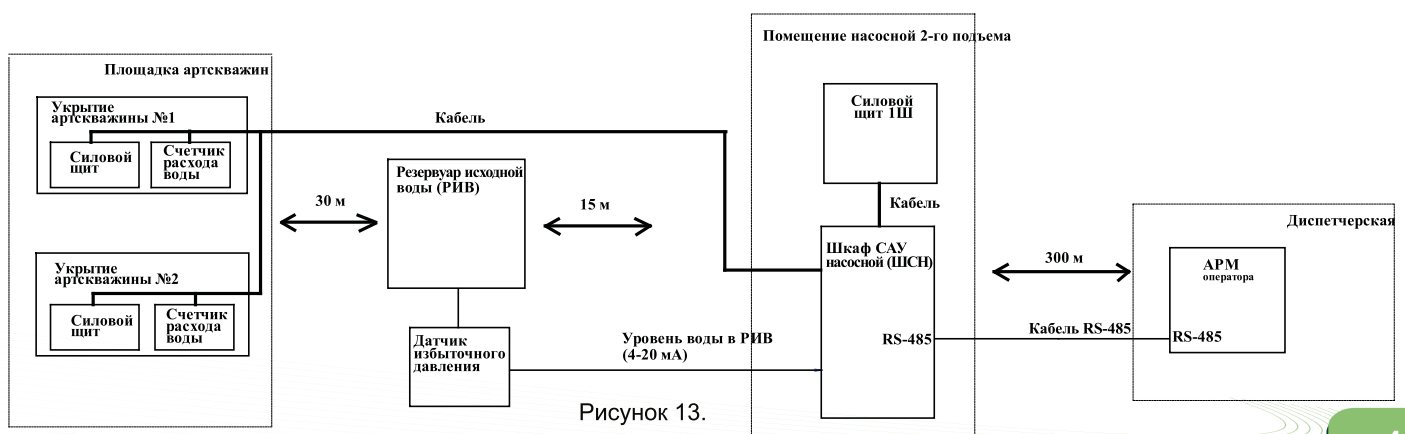 Помещение насосной 2-го подъема
Площадка артскважин
Укрытие
артскважины №1
Силовой
щит
Счетчик
расхода
воды
Кабель
Силовой
щит 1Ш
Резервуар исходной
воды (РИВ)
30 м
15 м
Кабель
Диспетчерская
Укрытие
артскважины №2
Силовой
щит
Счетчик
расхода
воды
Шкаф САУ
насосной (ШСН)
300 м
АРМ
оператора
Датчик
избыточного
давления
Уровень воды в РИВ
(4-20 мА)
RS-485
Кабель RS-485
RS-485
Рисунок 13.